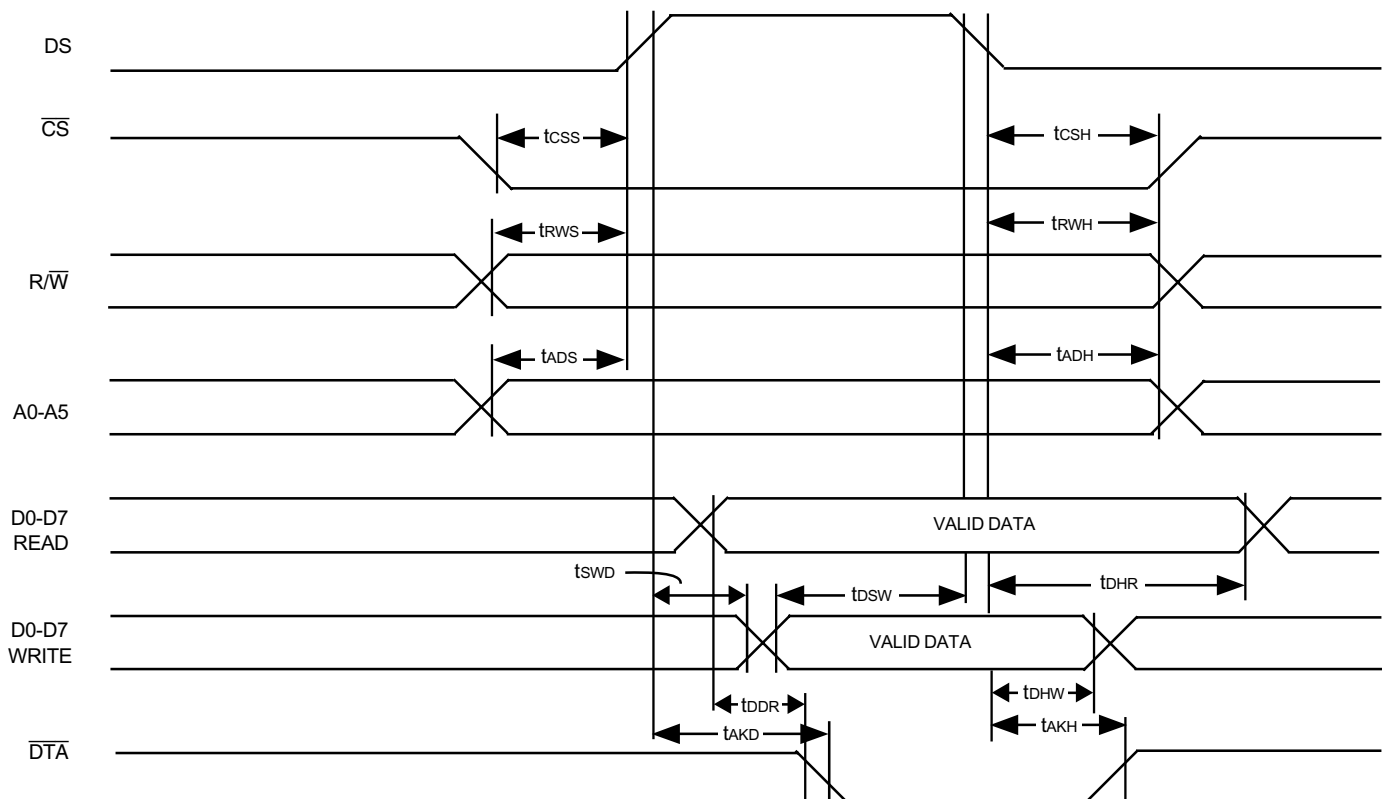 DS
CS
tCSS
tCSH
tRWS
tRWH
R/W
tADS
tADH
A0-A5
D0-D7
READ
VALID DATA
tSWD
tDSW
tDHR
D0-D7
WRITE
VALID DATA
tDHW
tDDR
tAKD
tAKH
DTA